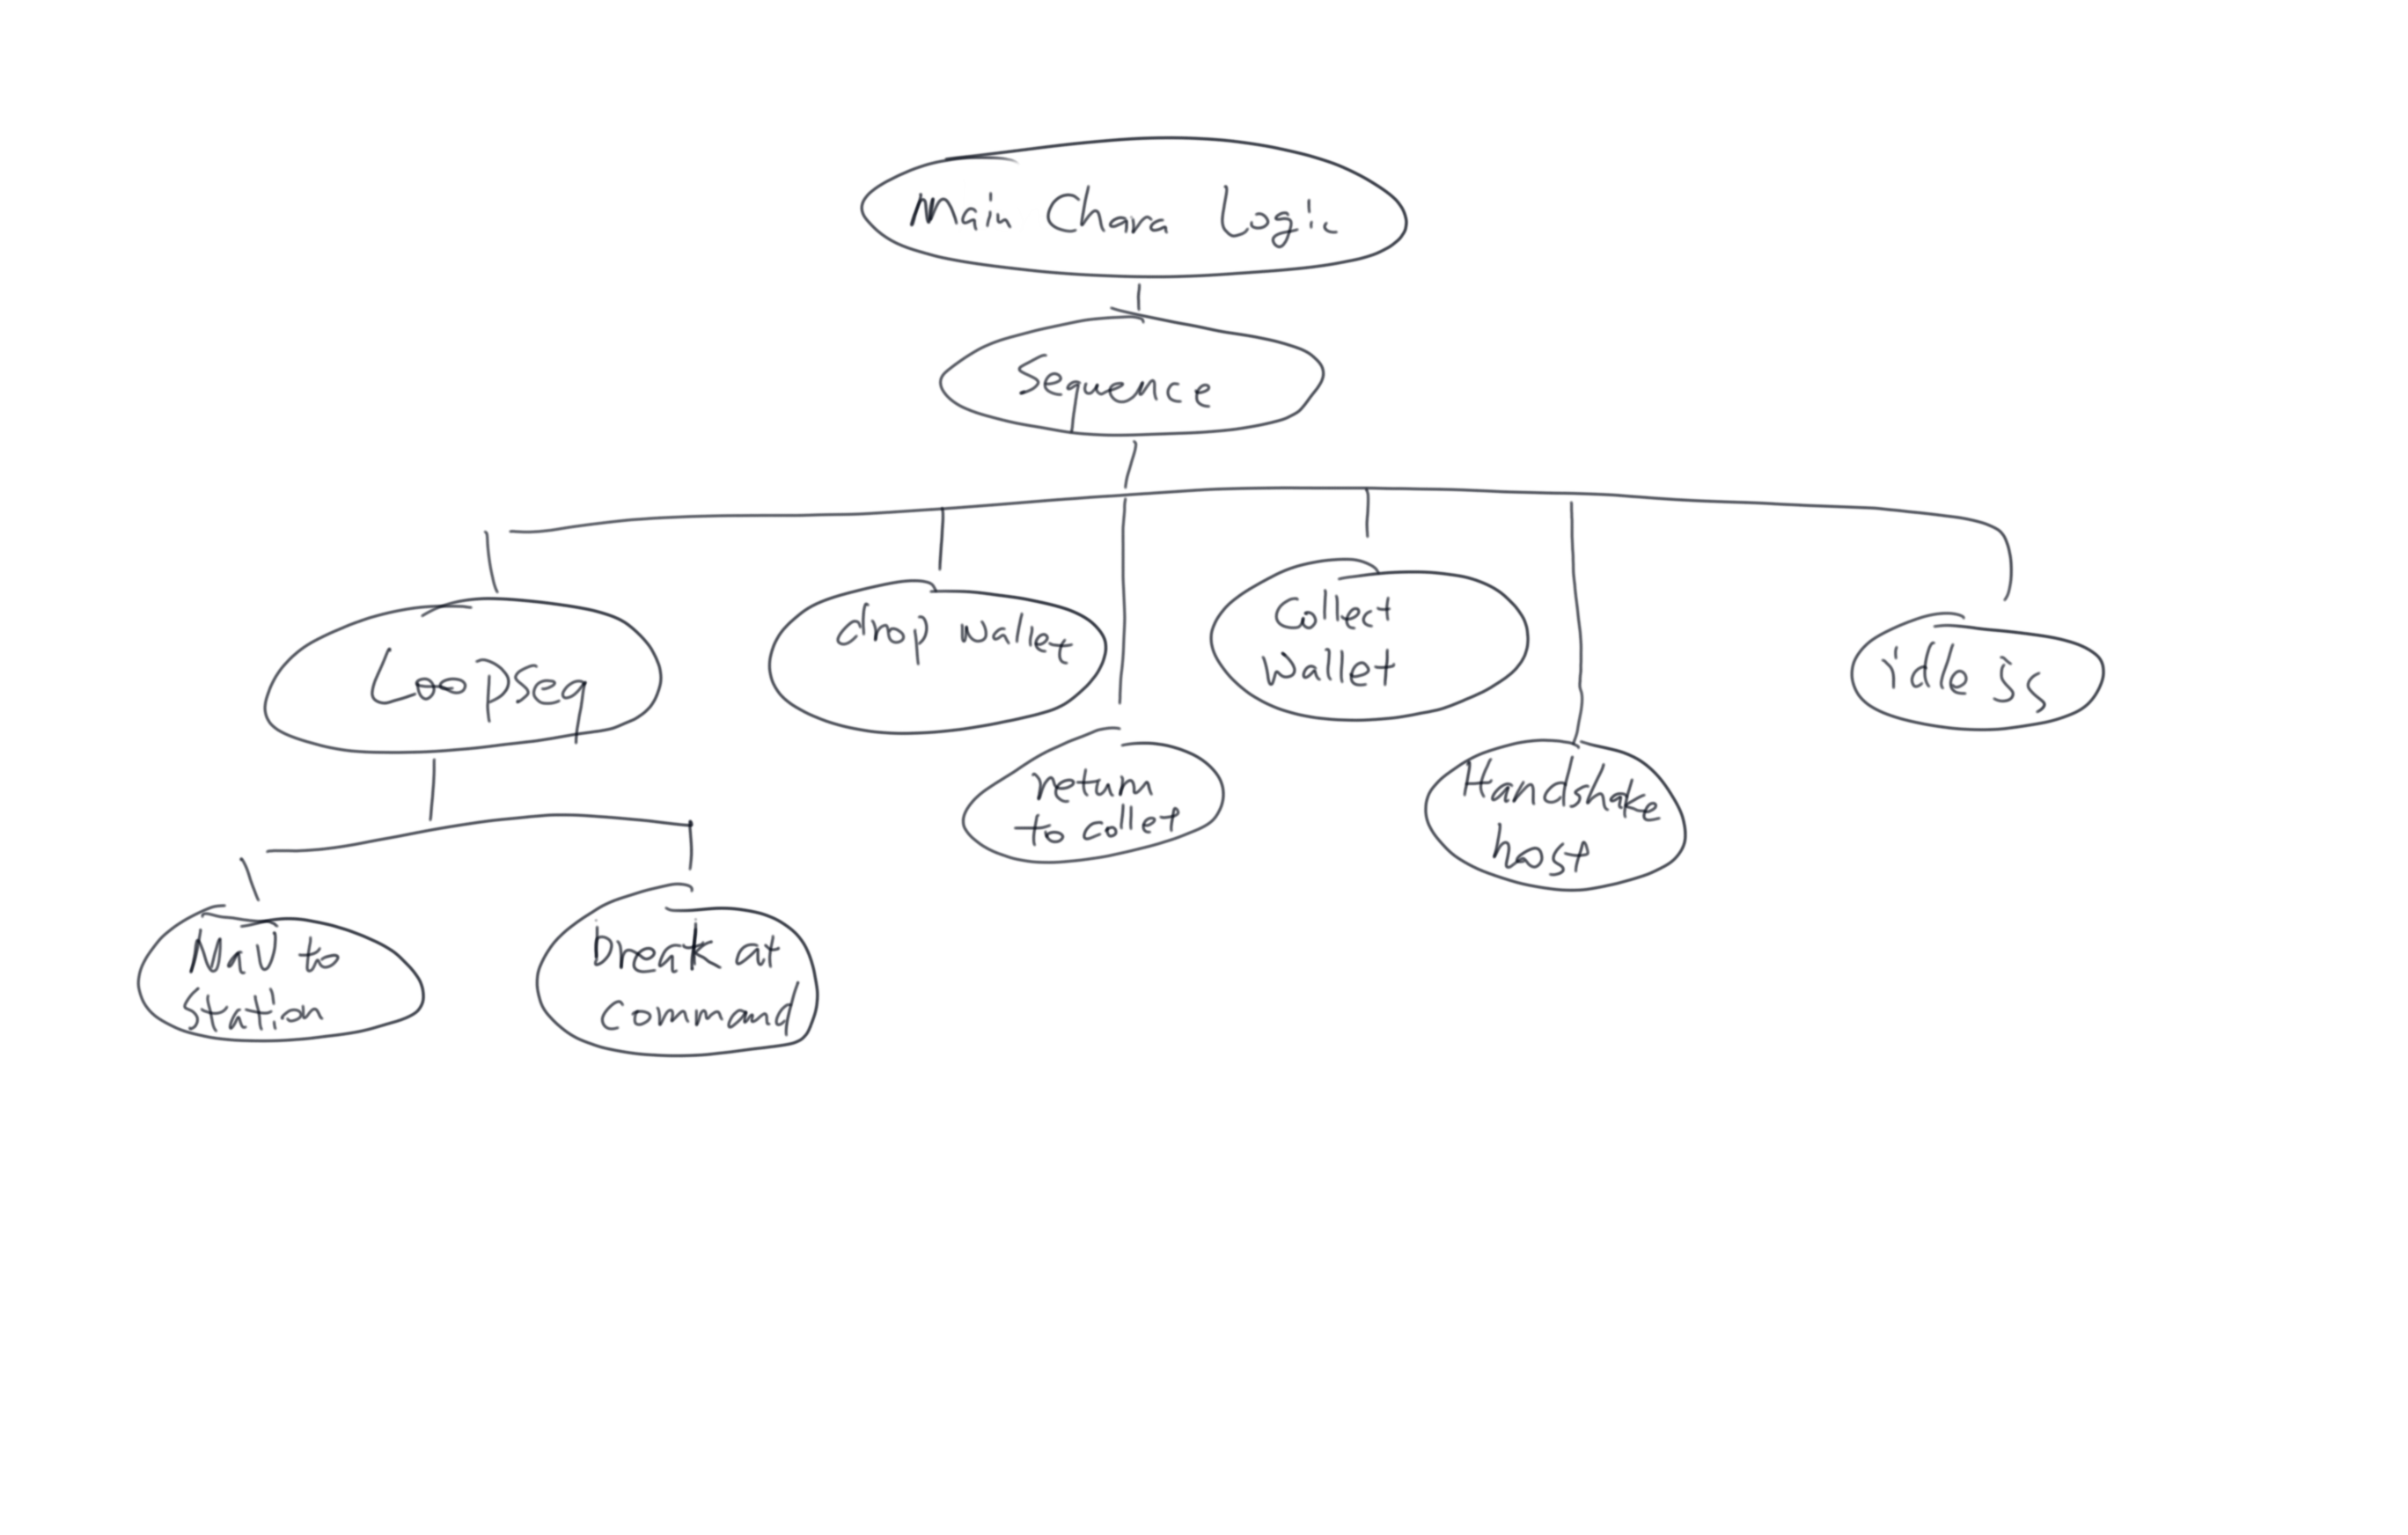 Main Chara Logic
Sequence
LoopSeq
drop wallet
collect
wallet
idle 5s
return
to collet
Handshake
host
Nav to
Station
break at
command